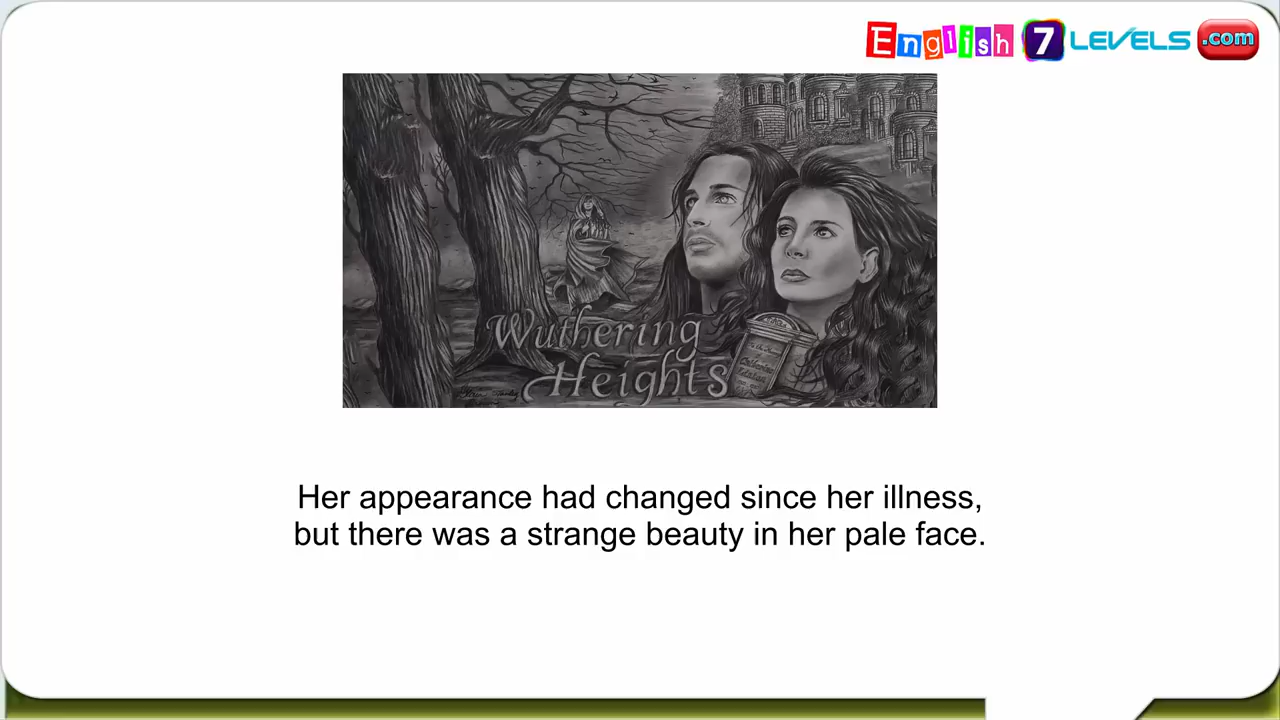 English 7 LEVELS .com
Wuthering
Heights
Her appearance had changed since her illness,
but there was a strange beauty in her pale face.